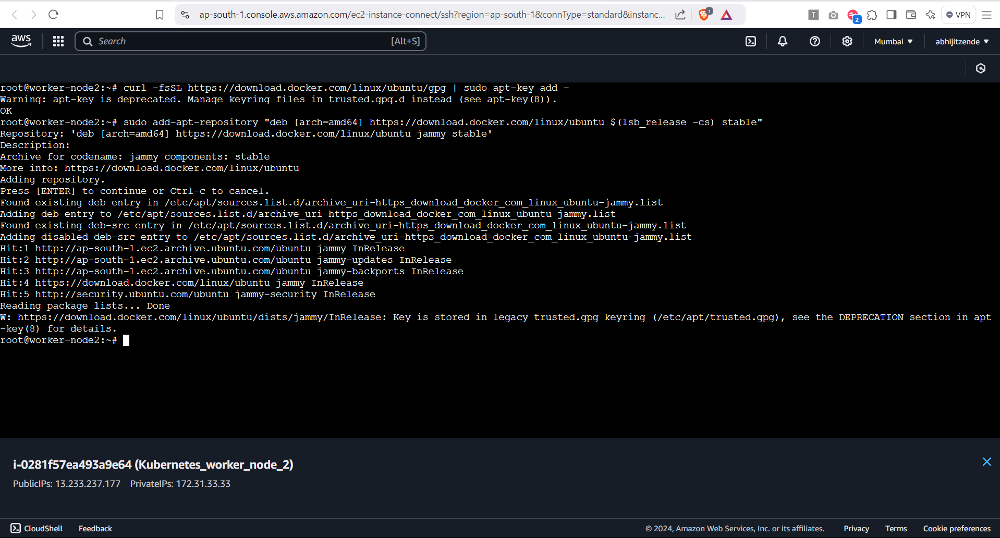 ap-south-1.console.aws.amazon.com/ec2-instance-connect/ssh?region=ap-south-1&connType=standard&instanc...
1
T
2
VPN
aws
Search
[Alt+S]
Mumbai
abhijitzende
root@worker-node2:~# curl -fsSL https://download.docker.com/linux/ubuntu/gpg | sudo apt-key add -
Warning: apt-key is deprecated. Manage keyring files in trusted.gpg.d instead (see apt-key(8)).
OK
root@worker-node2:~# sudo add-apt-repository "deb [arch=amd64] https://download.docker.com/linux/ubuntu $(lsb_release -cs) stable"
Repository: 'deb [arch=amd64] https://download.docker.com/linux/ubuntu jammy stable'
Description:
Archive for codename: jammy components: stable
More info: https://download.docker.com/linux/ubuntu
Adding repository.
Press [ENTER] to continue or Ctrl-c to cancel.
Found existing deb entry in /etc/apt/sources.list.d/archive_uri-https_download_docker_com_linux_ubuntu-jammy.list
Adding deb entry to /etc/apt/sources.list.d/archive_uri-https_download_docker_com_linux_ubuntu-jammy.list
Found existing deb-src entry in /etc/apt/sources.list.d/archive_uri-https_download_docker_com_linux_ubuntu-jammy.list
Adding disabled deb-src entry to /etc/apt/sources.list.d/archive_uri-https_download_docker_com_linux_ubuntu-jammy.list
Hit:1 http://ap-south-1.ec2.archive.ubuntu.com/ubuntu jammy InRelease
Hit:2 http://ap-south-1.ec2.archive.ubuntu.com/ubuntu jammy-updates InRelease
Hit:3 http://ap-south-1.ec2.archive.ubuntu.com/ubuntu jammy-backports InRelease
Hit:4 https://download.docker.com/linux/ubuntu jammy InRelease
Hit:5 http://security.ubuntu.com/ubuntu jammy-security InRelease
Reading package lists... Done
W: https://download.docker.com/linux/ubuntu/dists/jammy/InRelease: Key is stored in legacy trusted.gpg keyring (/etc/apt/trusted.gpg), see the DEPRECATION section in apt
-key(8) for details.
root@worker-node2:~#
i-0281f57ea493a9e64 (Kubernetes_worker_node_2)
PublicIPs: 13.233.237.177 PrivateIPs: 172.31.33.33
CloudShell
Feedback
© 2024, Amazon Web Services, Inc. or its affiliates.
Privacy
Terms
Cookie preferences